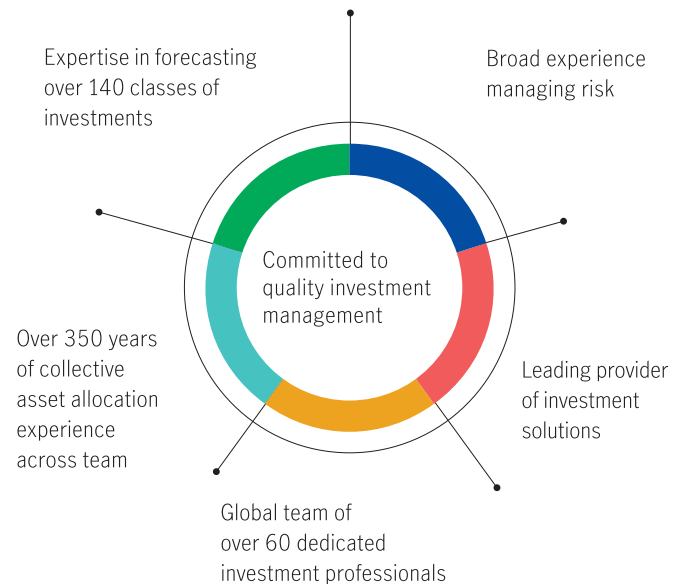 Expertise in forecasting
over 140 classes of
investments
Broad experience
managing risk
Committed to
quality investment
management
Over 350 years
of collective
asset allocation
experience
across team
Leading provider
of investment
solutions
Global team of
over 60 dedicated
investment professionals